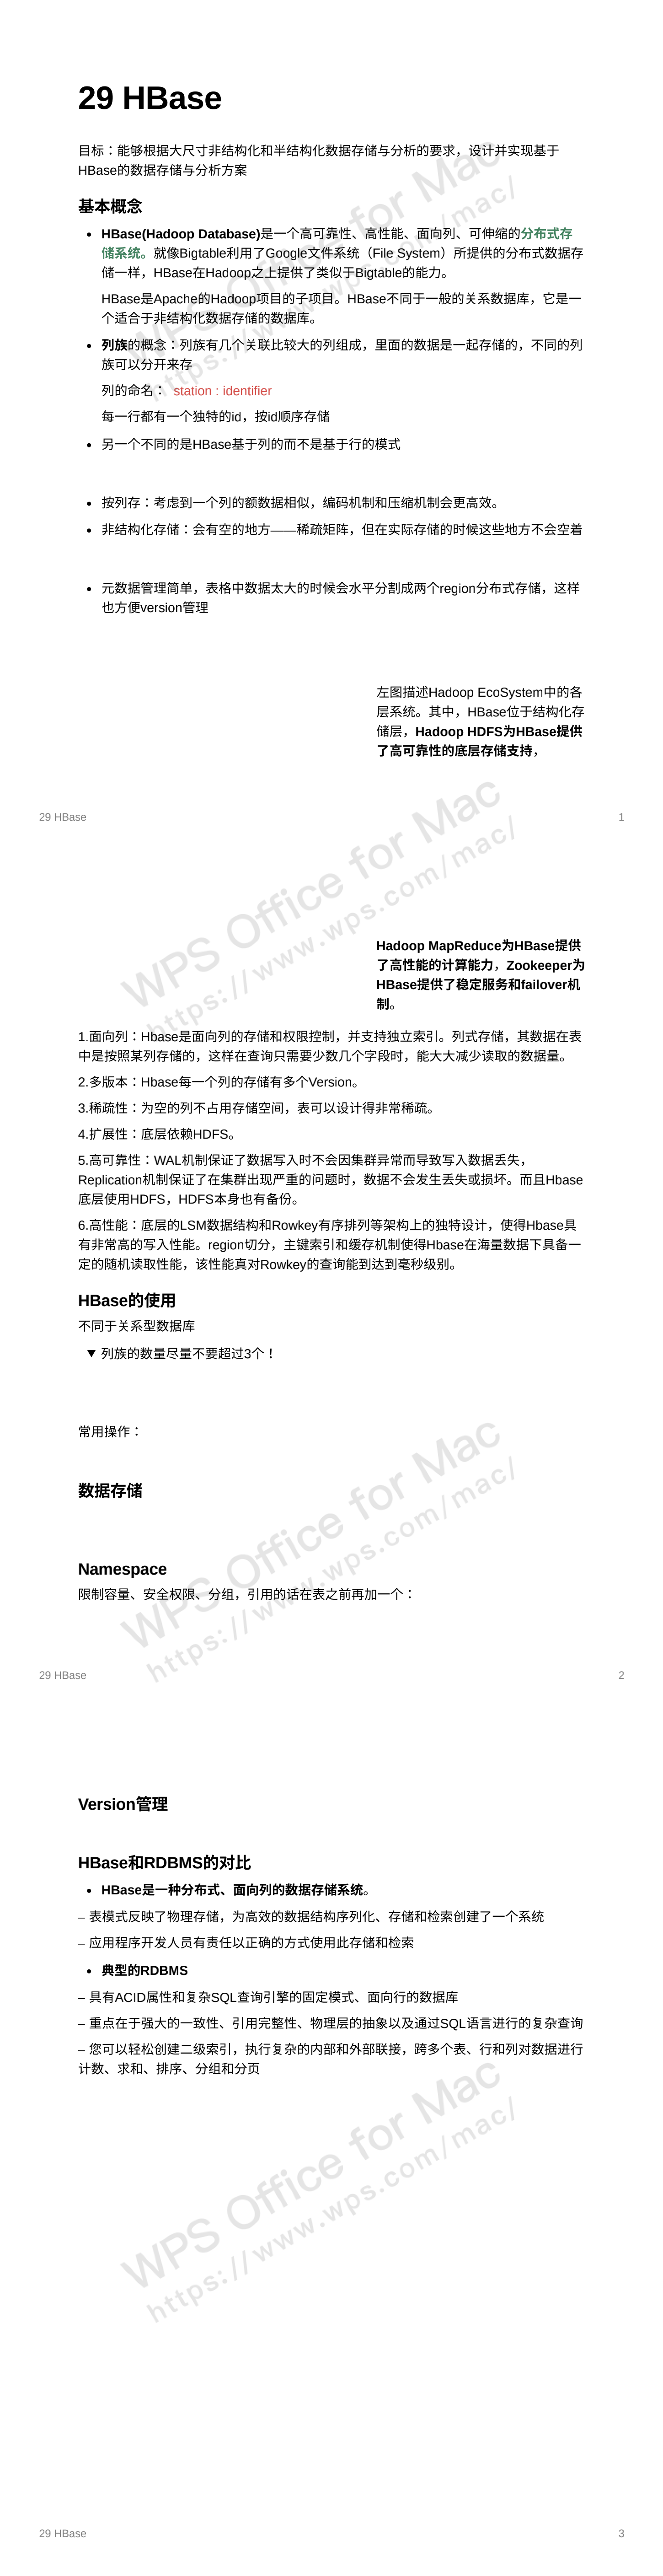 29 HBase
目标：能够根据大尺寸非结构化和半结构化数据存储与分析的要求，设计并实现基于
HBase的数据存储与分析方案
基本概念
• HBase(Hadoop Database)是一个高可靠性、高性能、面向列、可伸缩的分布式存
储系统。就像Bigtable利用了Google文件系统（File System）所提供的分布式数据存
储一样，HBase在Hadoop之上提供了类似于Bigtable的能力。
HBase是Apache的Hadoop项目的子项目。HBase不同于一般的关系数据库，它是一
个适合于非结构化数据存储的数据库。
• 列族的概念：列族有几个关联比较大的列组成，里面的数据是一起存储的，不同的列
族可以分开来存
列的命名： station : identifier
每一行都有一个独特的id，按id顺序存储
• 另一个不同的是HBase基于列的而不是基于行的模式
• 按列存：考虑到一个列的额数据相似，编码机制和压缩机制会更高效。
• 非结构化存储：会有空的地方——稀疏矩阵，但在实际存储的时候这些地方不会空着
• 元数据管理简单，表格中数据太大的时候会水平分割成两个region分布式存储，这样
也方便version管理
左图描述Hadoop EcoSystem中的各
层系统。其中，HBase位于结构化存
储层，Hadoop HDFS为HBase提供
了高可靠性的底层存储支持，
WPS Office for Mac
https://www.wps.com/mac/
29 HBase 1
WPS Office for Mac
https://www.wps.com/mac/
Hadoop MapReduce为HBase提供
了高性能的计算能力，Zookeeper为
HBase提供了稳定服务和failover机
制。
1.面向列：Hbase是面向列的存储和权限控制，并支持独立索引。列式存储，其数据在表
中是按照某列存储的，这样在查询只需要少数几个字段时，能大大减少读取的数据量。
2.多版本：Hbase每一个列的存储有多个Version。
3.稀疏性：为空的列不占用存储空间，表可以设计得非常稀疏。
4.扩展性：底层依赖HDFS。
5.高可靠性：WAL机制保证了数据写入时不会因集群异常而导致写入数据丢失，
Replication机制保证了在集群出现严重的问题时，数据不会发生丢失或损坏。而且Hbase
底层使用HDFS，HDFS本身也有备份。
6.高性能：底层的LSM数据结构和Rowkey有序排列等架构上的独特设计，使得Hbase具
有非常高的写入性能。region切分，主键索引和缓存机制使得Hbase在海量数据下具备一
定的随机读取性能，该性能真对Rowkey的查询能到达到毫秒级别。
HBase的使用
不同于关系型数据库
▼ 列族的数量尽量不要超过3个！
常用操作：
数据存储
Namespace
限制容量、安全权限、分组，引用的话在表之前再加一个：
WPS Office for Mac
https://www.wps.com/mac/
29 HBase 2
Version管理
HBase和RDBMS的对比
• HBase是一种分布式、面向列的数据存储系统。
– 表模式反映了物理存储，为高效的数据结构序列化、存储和检索创建了一个系统
– 应用程序开发人员有责任以正确的方式使用此存储和检索
• 典型的RDBMS
– 具有ACID属性和复杂SQL查询引擎的固定模式、面向行的数据库
– 重点在于强大的一致性、引用完整性、物理层的抽象以及通过SQL语言进行的复杂查询
– 您可以轻松创建二级索引，执行复杂的内部和外部联接，跨多个表、行和列对数据进行
计数、求和、排序、分组和分页
WPS Office for Mac
https://www.wps.com/mac/
29 HBase 3